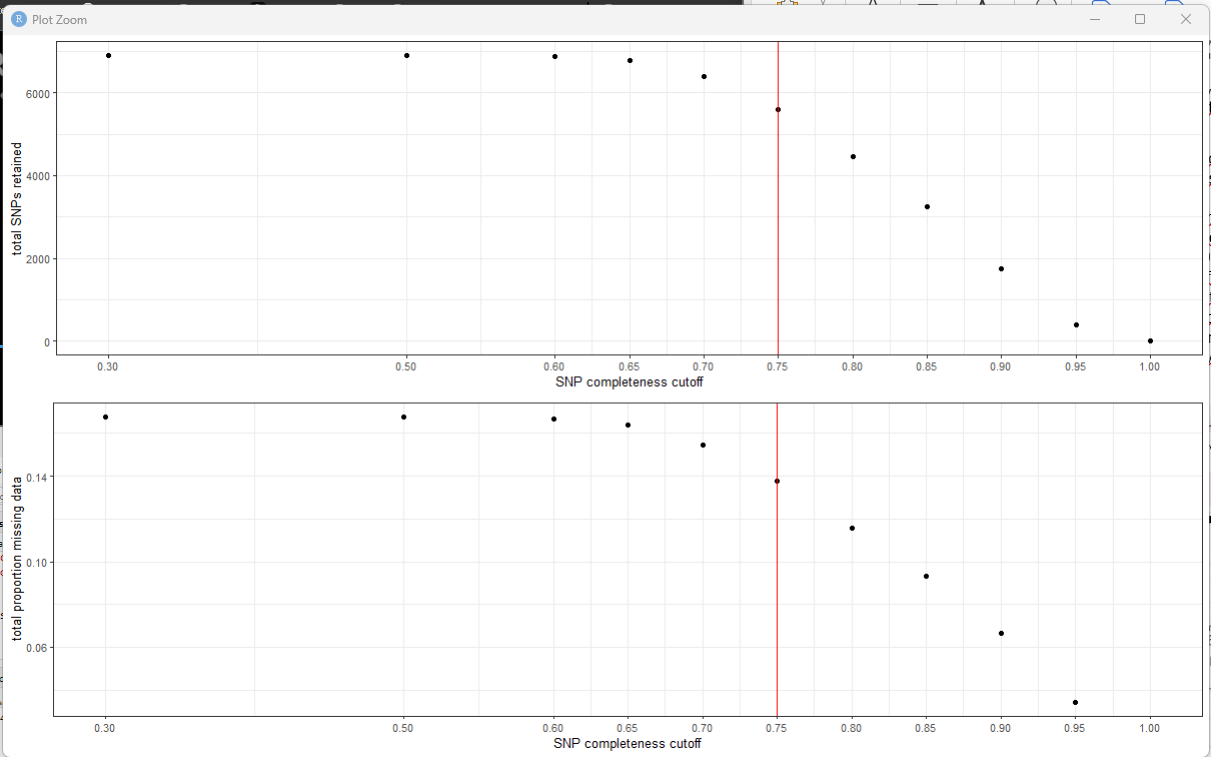 R Plot Zoom
6000
4000
2000
0
total SNPs retained
0.30 0.50 0.60 0.65 0.70 0.75 0.80 0.85 0.90 0.95 1.00
SNP completeness cutoff
0.14
0.10
0.06
total proportion missing data
0.30 0.50 0.60 0.65 0.70 0.75 0.80 0.85 0.90 0.95 1.00
SNP completeness cutoff